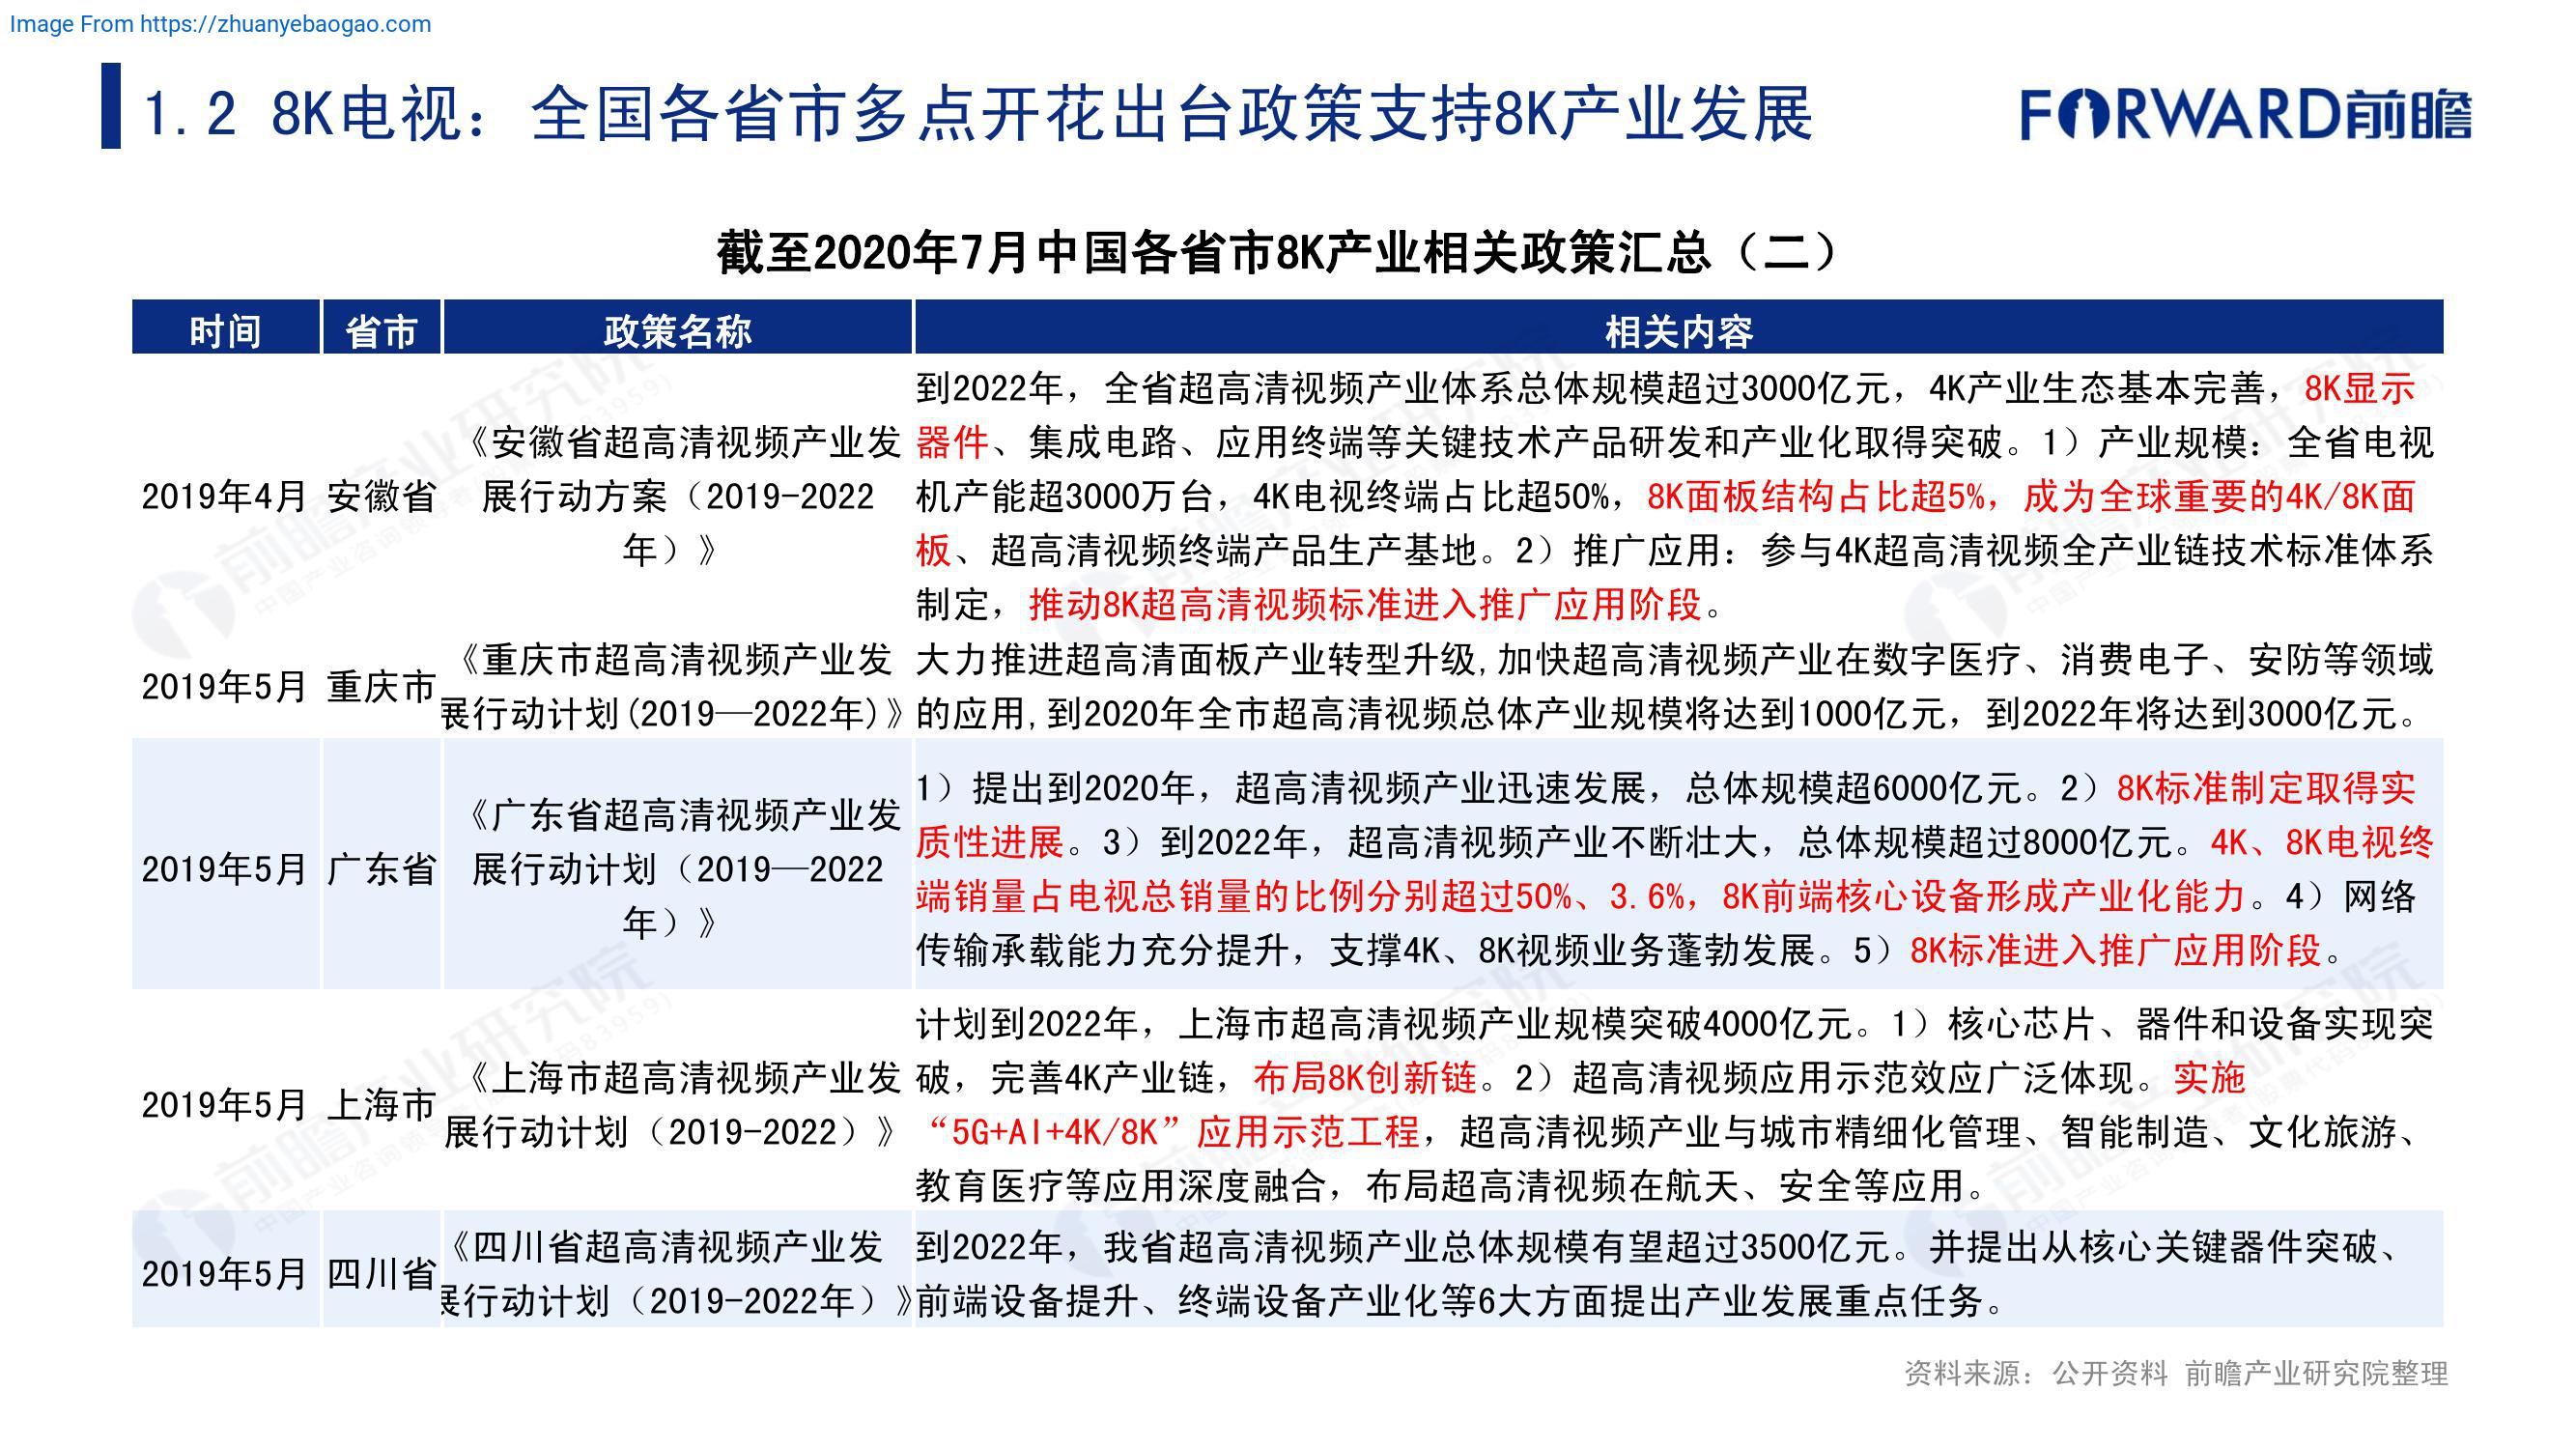 Image From https://zhuanyebaogao.com
1.2 8K电视：全国各省市多点开花出台政策支持8K产业发展
FORWARD前瞻
截至2020年7月中国各省市8K产业相关政策汇总（二）
时间 省市 政策名称 相关内容
2019年4月 安徽省
《安徽省超高清视频产业发
展行动方案（2019-2022
年）》
到2022年，全省超高清视频产业体系总体规模超过3000亿元，4K产业生态基本完善，8K显示
器件、集成电路、应用终端等关键技术产品研发和产业化取得突破。1）产业规模：全省电视
机产能超3000万台，4K电视终端占比超50%，8K面板结构占比超5%，成为全球重要的4K/8K面
板、超高清视频终端产品生产基地。2）推广应用：参与4K超高清视频全产业链技术标准体系
制定，推动8K超高清视频标准进入推广应用阶段。
2019年5月 重庆市
《重庆市超高清视频产业发
展行动计划(2019—2022年)》
大力推进超高清面板产业转型升级,加快超高清视频产业在数字医疗、消费电子、安防等领域
的应用,到2020年全市超高清视频总体产业规模将达到1000亿元，到2022年将达到3000亿元。
2019年5月 广东省
《广东省超高清视频产业发
展行动计划（2019—2022
年）》
1）提出到2020年，超高清视频产业迅速发展，总体规模超6000亿元。2）8K标准制定取得实
质性进展。3）到2022年，超高清视频产业不断壮大，总体规模超过8000亿元。4K、8K电视终
端销量占电视总销量的比例分别超过50%、3.6%，8K前端核心设备形成产业化能力。4）网络
传输承载能力充分提升，支撑4K、8K视频业务蓬勃发展。5）8K标准进入推广应用阶段。
2019年5月 上海市
《上海市超高清视频产业发
展行动计划（2019-2022）》
计划到2022年，上海市超高清视频产业规模突破4000亿元。1）核心芯片、器件和设备实现突
破，完善4K产业链，布局8K创新链。2）超高清视频应用示范效应广泛体现。实施
“5G+AI+4K/8K”应用示范工程，超高清视频产业与城市精细化管理、智能制造、文化旅游、
教育医疗等应用深度融合，布局超高清视频在航天、安全等应用。
2019年5月 四川省
《四川省超高清视频产业发
展行动计划（2019-2022年）》
到2022年，我省超高清视频产业总体规模有望超过3500亿元。并提出从核心关键器件突破、
前端设备提升、终端设备产业化等6大方面提出产业发展重点任务。
资料来源：公开资料 前瞻产业研究院整理